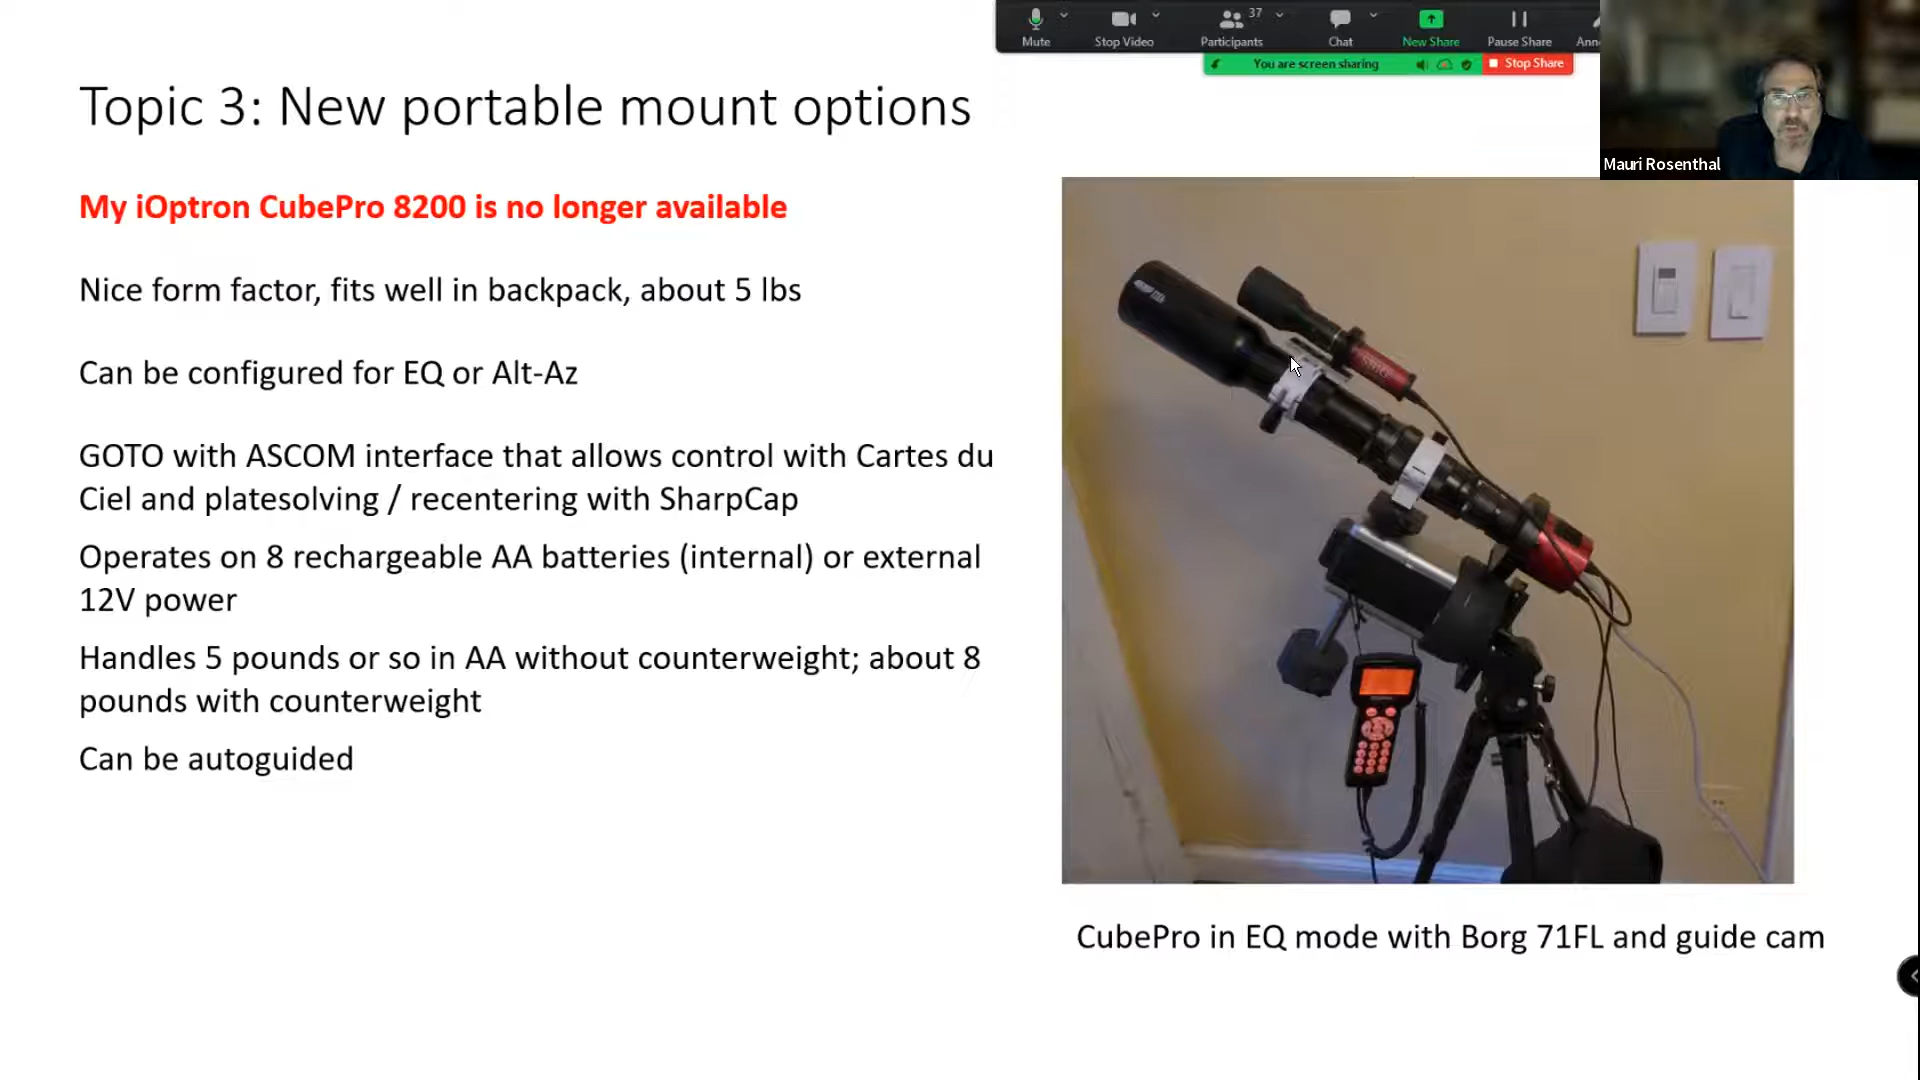 Mute
Stop Video
37
Participants
Chat
New Share
Pause Share
You are screen sharing
Stop Share
Mauri Rosenthal
Topic 3: New portable mount options
My iOptron CubePro 8200 is no longer available
Nice form factor, fits well in backpack, about 5 lbs
Can be configured for EQ or Alt-Az
GOTO with ASCOM interface that allows control with Cartes du
Ciel and platesolving / recentering with SharpCap
Operates on 8 rechargeable AA batteries (internal) or external
12V power
Handles 5 pounds or so in AA without counterweight; about 8
pounds with counterweight
Can be autoguided
CubePro in EQ mode with Borg 71FL and guide cam